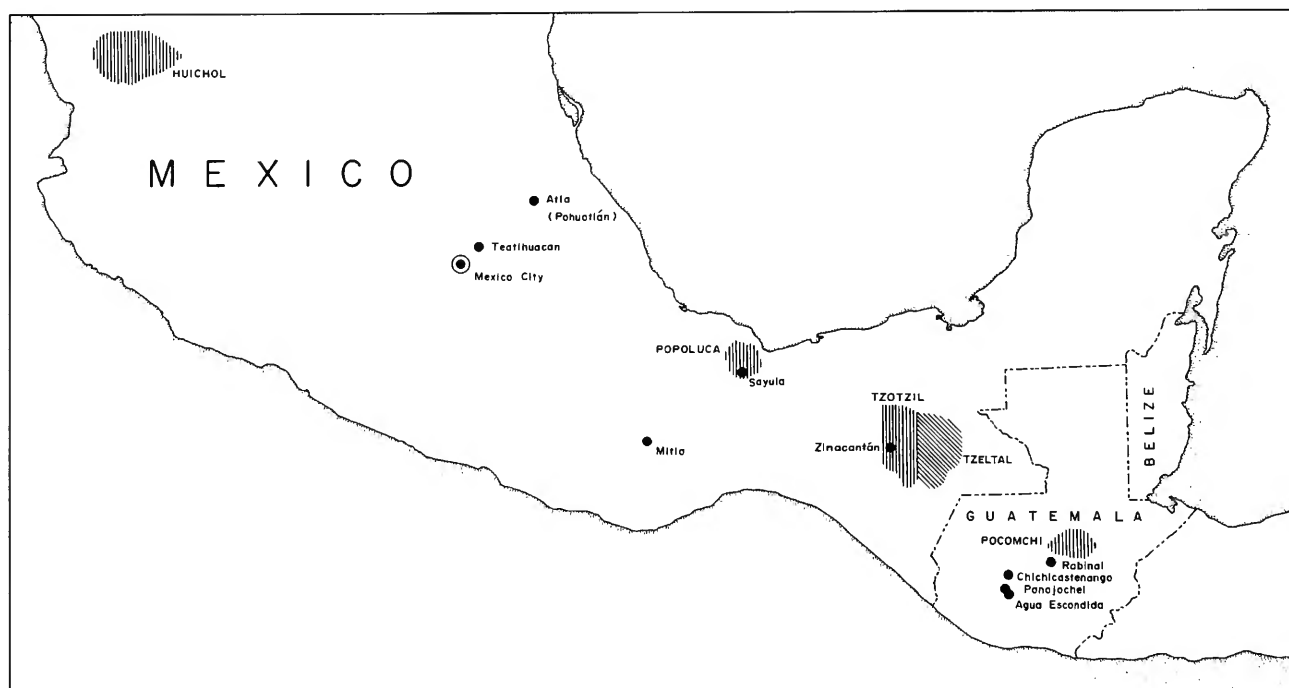 HUICHOL
MEXICO
Atla
(Pahuatlán)
Teotihuacan
Mexico City
POPOLUCA
Sayula
TZOTZIL
Zinacantán
TZELTAL
Mitla
BELIZE
GUATEMALA
POCOMCHI
Rabinal
Chichicastenango
Panajachel
Agua Escondida